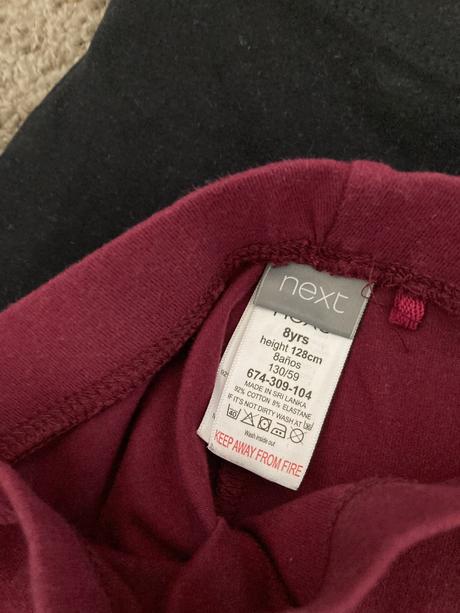 next
8yrs
height 128cm
8años
130/59
674-309-104
MADE IN SRI LANKA
92% COTTON 8% ELASTANE
IF IT'S NOT DIRTY WASH AT 30
40
Wash inside out
KEEP AWAY FROM FIRE